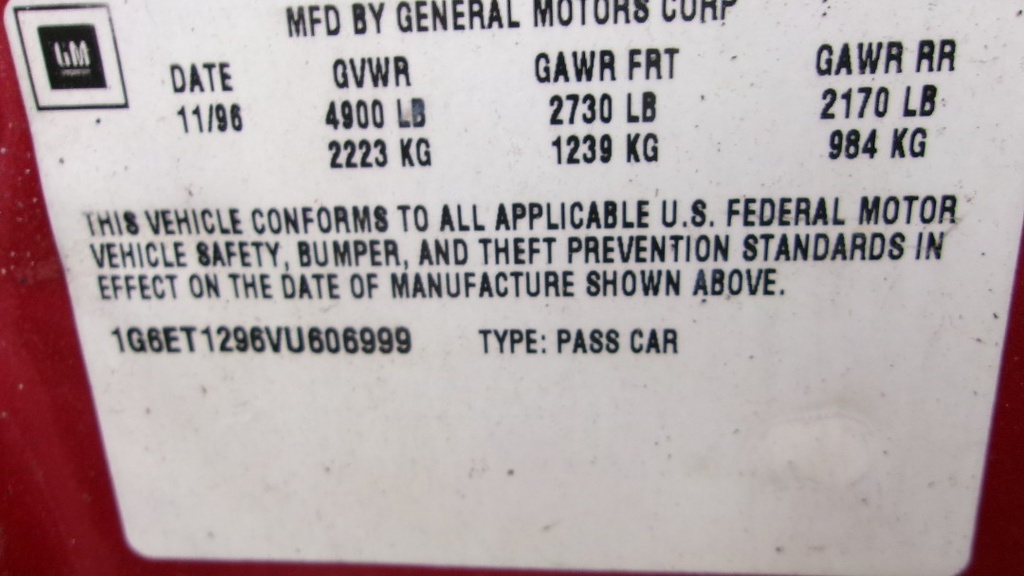 GM
MFD BY GENERAL MOTORS CORP
DATE GVWR GAWR FRT GAWR RR
11/96 4900 LB 2730 LB 2170 LB
2223 KG 1239 KG 984 KG
THIS VEHICLE CONFORMS TO ALL APPLICABLE U.S. FEDERAL MOTOR
VEHICLE SAFETY, BUMPER, AND THEFT PREVENTION STANDARDS IN
EFFECT ON THE DATE OF MANUFACTURE SHOWN ABOVE.
1G6ET1296VU606999 TYPE: PASS CAR